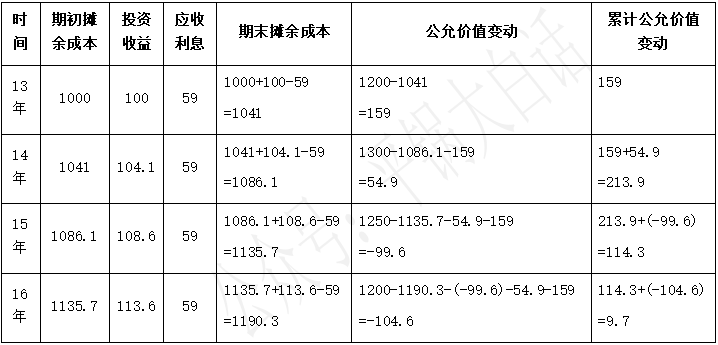 时间 期初摊余成本 投资收益 应收利息 期末摊余成本 公允价值变动 累计公允价值变动
13年 1000 100 59 1000+100-59=1041 1200-1041=159 159
14年 1041 104.1 59 1041+104.1-59=1086.1 1300-1086.1-159=54.9 159+54.9=213.9
15年 1086.1 108.6 59 1086.1+108.6-59=1135.7 1250-1135.7-54.9-159=-99.6 213.9+(-99.6)=114.3
16年 1135.7 113.6 59 1135.7+113.6-59=1190.3 1200-1190.3-(-99.6)-54.9-159=-104.6 114.3+(-104.6)=9.7